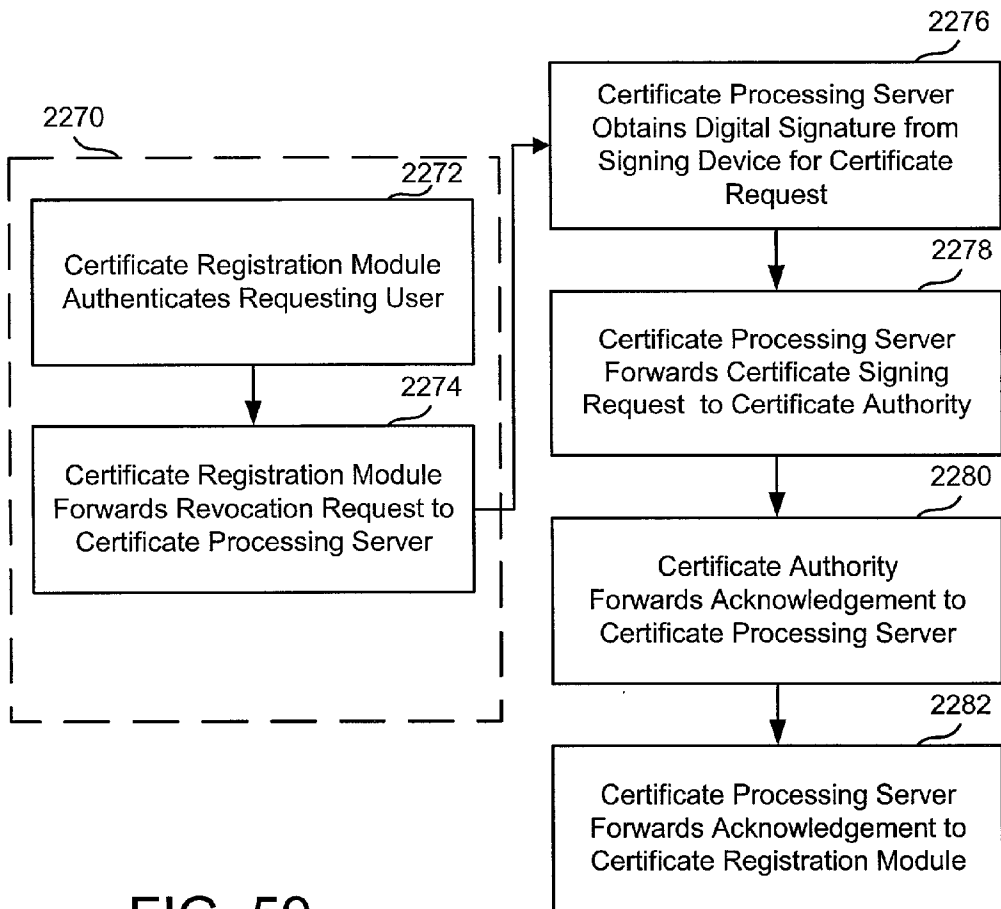 2270
2272
Certificate Registration Module
Authenticates Requesting User
2274
Certificate Registration Module
Forwards Revocation Request to
Certificate Processing Server
2276
Certificate Processing Server
Obtains Digital Signature from
Signing Device for Certificate
Request
2278
Certificate Processing Server
Forwards Certificate Signing
Request to Certificate Authority
2280
Certificate Authority
Forwards Acknowledgement to
Certificate Processing Server
2282
Certificate Processing Server
Forwards Acknowledgement to
Certificate Registration Module